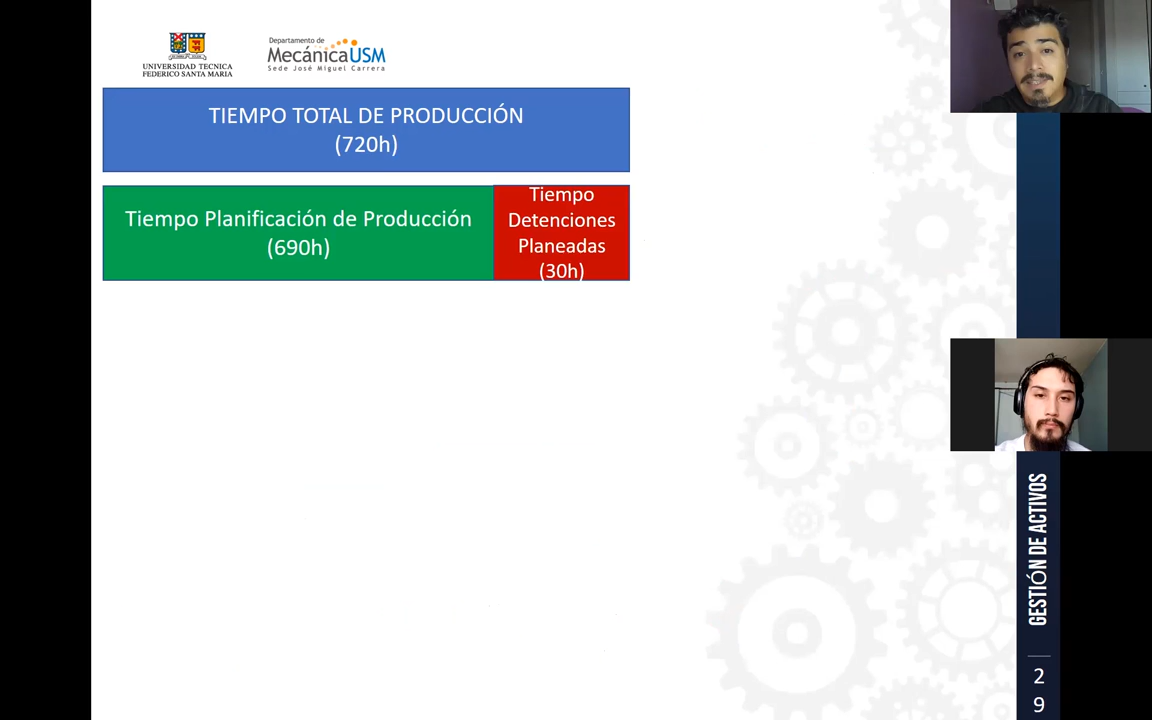 UNIVERSIDAD TECNICA
FEDERICO SANTA MARIA
Departamento de
MecánicaUSM
Sede José Miguel Carrera
TIEMPO TOTAL DE PRODUCCIÓN
(720h)
Tiempo Planificación de Producción
(690h)
Tiempo
Detenciones
Planeadas
(30h)
GESTIÓN DE ACTIVOS
2
9